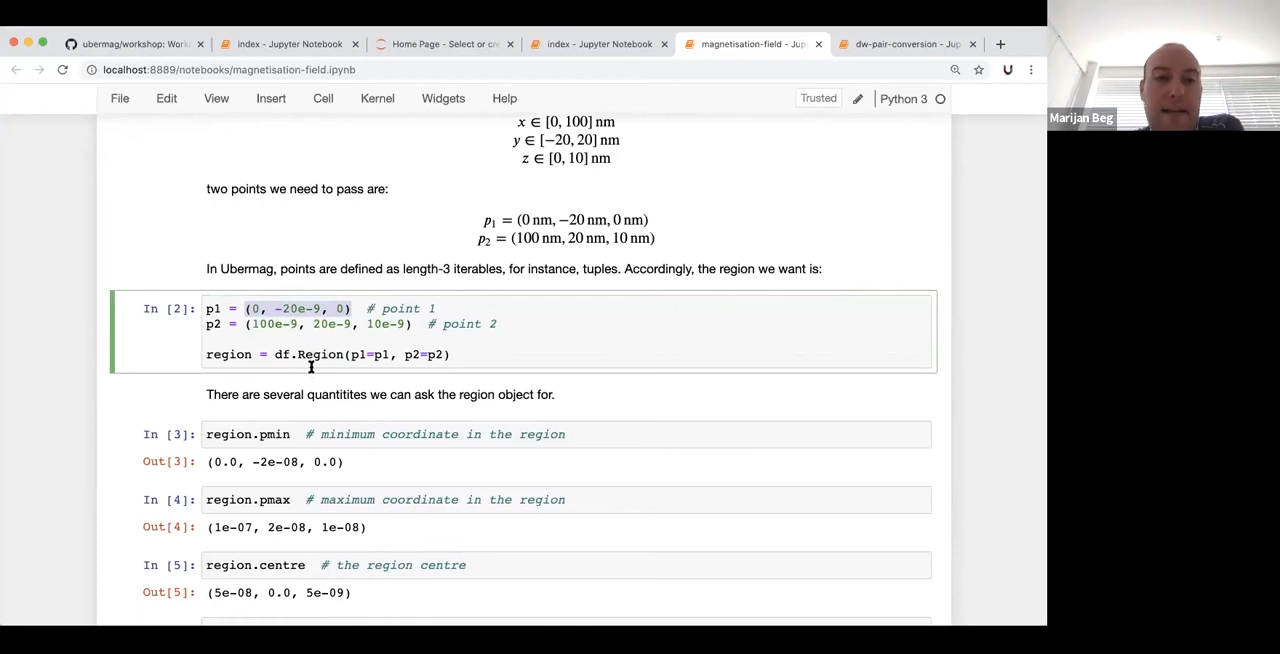 ubermag/workshop: Work
index - Jupyter Notebook
Home Page - Select or cre
index - Jupyter Notebook
magnetisation-field - Jup
dw-pair-conversion - Jup
localhost:8889/notebooks/magnetisation-field.ipynb
File Edit View Insert Cell Kernel Widgets Help Trusted Python 3
Marijan Beg
x ∈ [0, 100] nm
y ∈ [−20, 20] nm
z ∈ [0, 10] nm
two points we need to pass are:
p1 = (0 nm, −20 nm, 0 nm)
p2 = (100 nm, 20 nm, 10 nm)
In Ubermag, points are defined as length-3 iterables, for instance, tuples. Accordingly, the region we want is:
In [2]: p1 = (0, -20e-9, 0)  # point 1
p2 = (100e-9, 20e-9, 10e-9)  # point 2
region = df.Region(p1=p1, p2=p2)
There are several quantitites we can ask the region object for.
In [3]: region.pmin  # minimum coordinate in the region
Out[3]: (0.0, -2e-08, 0.0)
In [4]: region.pmax  # maximum coordinate in the region
Out[4]: (1e-07, 2e-08, 1e-08)
In [5]: region.centre  # the region centre
Out[5]: (5e-08, 0.0, 5e-09)